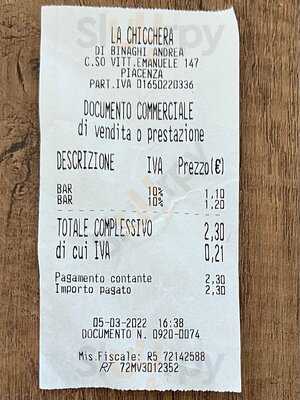 LA CHICCHERA
DI BINAGHI ANDREA
C.SO VITT.EMANUELE 147
PIACENZA
PART.IVA 01650220336
DOCUMENTO COMMERCIALE
di vendita o prestazione
DESCRIZIONE IVA Prezzo(€)
BAR 10% 1,10
BAR 10% 1,20
TOTALE COMPLESSIVO 2,30
di cui IVA 0,21
Pagamento contante 2,30
Importo pagato 2,30
05-03-2022 16:38
DOCUMENTO N. 0920-0074
Mis.Fiscale: R5 72142588
RT 72MV3012352